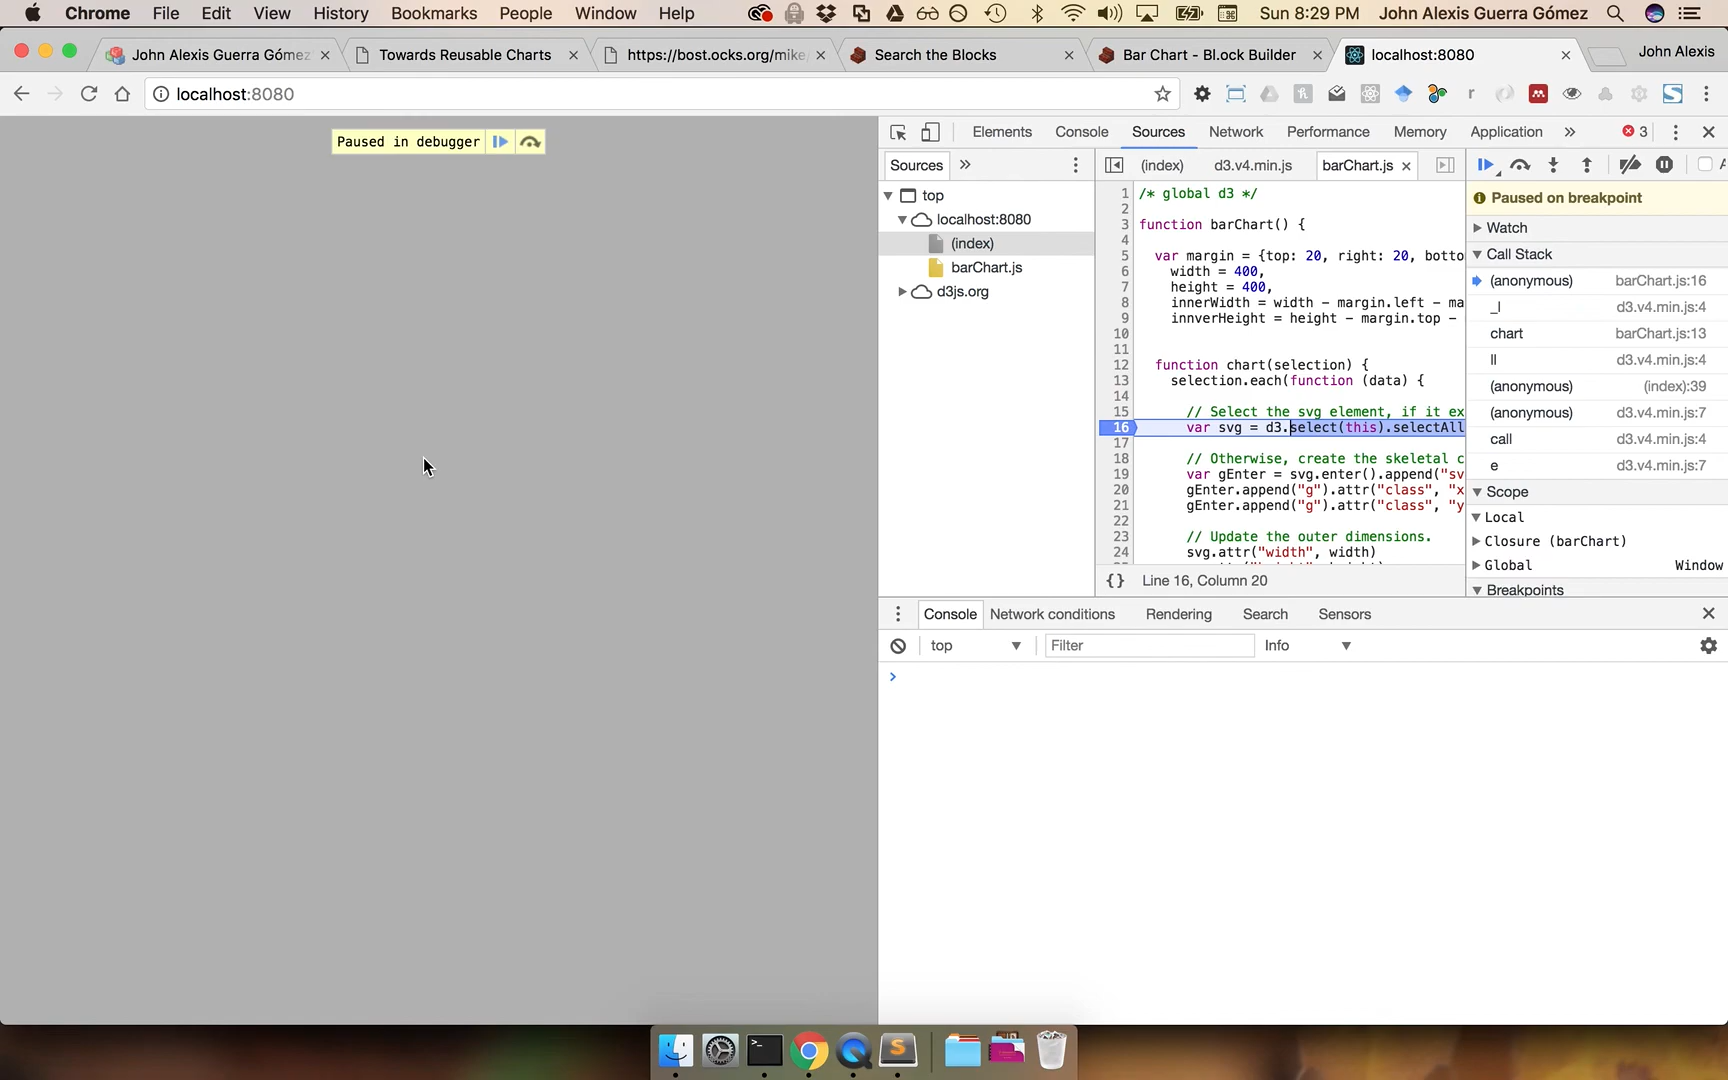 Chrome File Edit View History Bookmarks People Window Help Sun 8:29 PM John Alexis Guerra Gómez
John Alexis Guerra Gómez Towards Reusable Charts https://bost.ocks.org/mike Search the Blocks Bar Chart - BLock Builder localhost:8080 John Alexis
localhost:8080
Paused in debugger
Elements Console Sources Network Performance Memory Application » 3
Sources » (index) d3.v4.min.js barChart.js
top
localhost:8080
(index)
barChart.js
d3js.org
1 /* global d3 */
2
3 function barChart() {
4
5 var margin = {top: 20, right: 20, botto
6 width = 400,
7 height = 400,
8 innerWidth = width - margin.left - ma
9 innverHeight = height - margin.top -
10
11
12 function chart(selection) {
13 selection.each(function (data) {
14
15 // Select the svg element, if it ex
16 var svg = d3.select(this).selectAll
17
18 // Otherwise, create the skeletal c
19 var gEnter = svg.enter().append("sv
20 gEnter.append("g").attr("class", "x
21 gEnter.append("g").attr("class", "y
22
23 // Update the outer dimensions.
24 svg.attr("width", width)
{} Line 16, Column 20
Paused on breakpoint
Watch
Call Stack
(anonymous) barChart.js:16
_l d3.v4.min.js:4
chart barChart.js:13
ll d3.v4.min.js:4
(anonymous) (index):39
(anonymous) d3.v4.min.js:7
call d3.v4.min.js:7
e d3.v4.min.js:7
Scope
Local
Closure (barChart)
Global Window
Breakpoints
Console Network conditions Rendering Search Sensors
top Filter Info